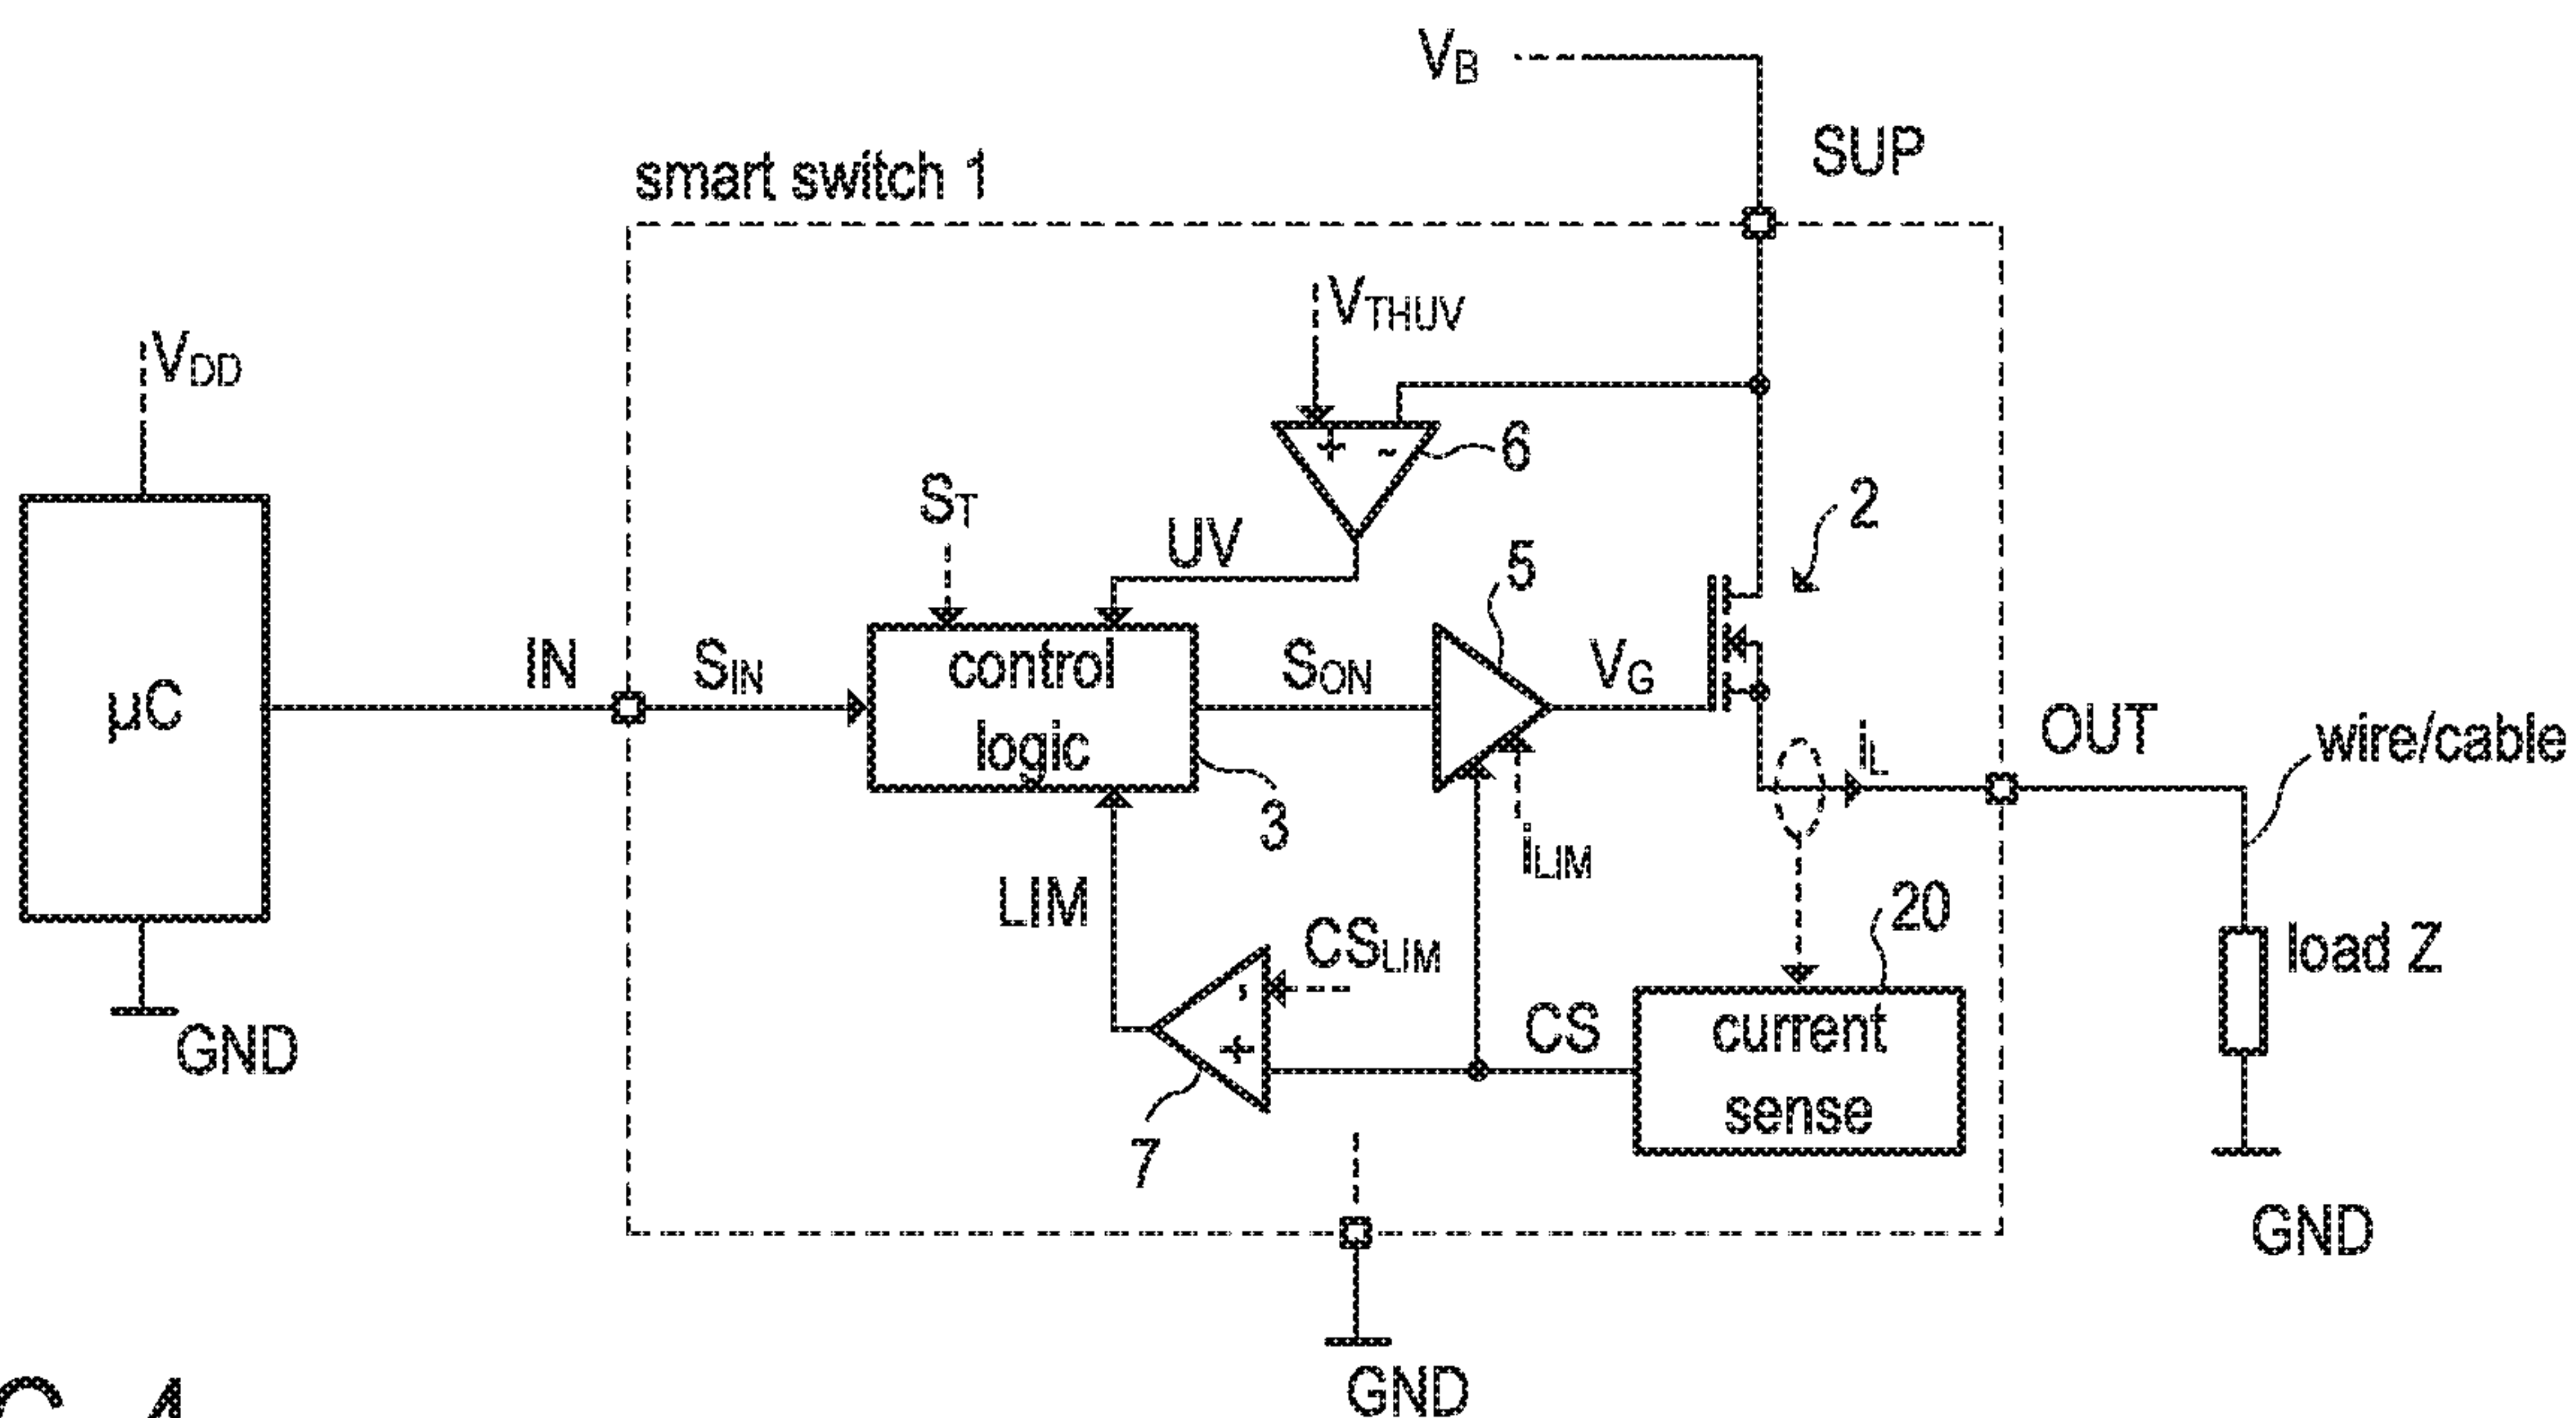 VB
SUP
smart switch 1
VTHUV
VDD
6
ST
2
UV
5
IN
SIN
control
logic
SON
VG
iL
OUT
wire/cable
µC
3
iLIM
LIM
CSLIM
20
load Z
CS
current
sense
GND
7
GND
GND
4